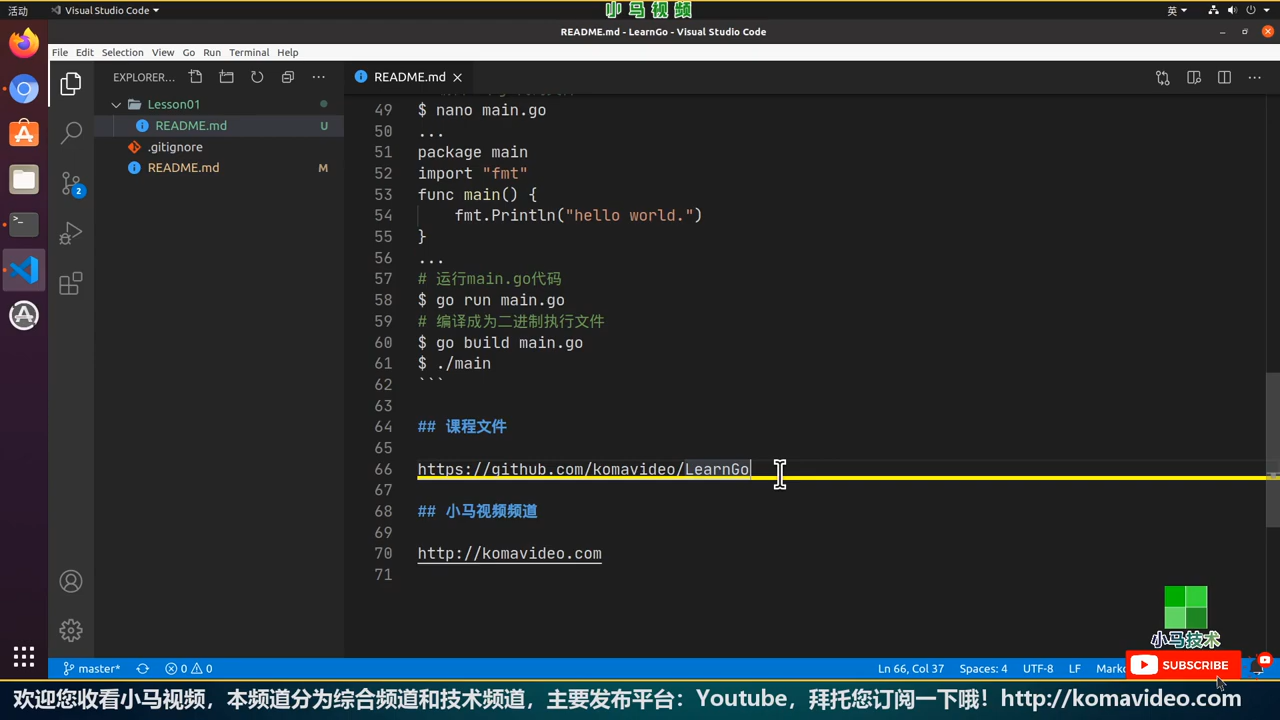 活动
Visual Studio Code
小马视频
英
README.md - LearnGo - Visual Studio Code
File Edit Selection View Go Run Terminal Help
EXPLORER...
README.md
Lesson01
README.md U
.gitignore
README.md M
2
49 $ nano main.go
50 ...
51 package main
52 import "fmt"
53 func main() {
54 fmt.Println("hello world.")
55 }
56 ...
57 # 运行main.go代码
58 $ go run main.go
59 # 编译成为二进制执行文件
60 $ go build main.go
61 $ ./main
62 ```
63
64 ## 课程文件
65
66 https://github.com/komavideo/LearnGo
67
68 ## 小马视频频道
69
70 http://komavideo.com
71
小马技术
SUBSCRIBE
master* 0 0 Ln 66, Col 37 Spaces: 4 UTF-8 LF Marko
欢迎您收看小马视频，本频道分为综合频道和技术频道，主要发布平台：Youtube，拜托您订阅一下哦！http://komavideo.com